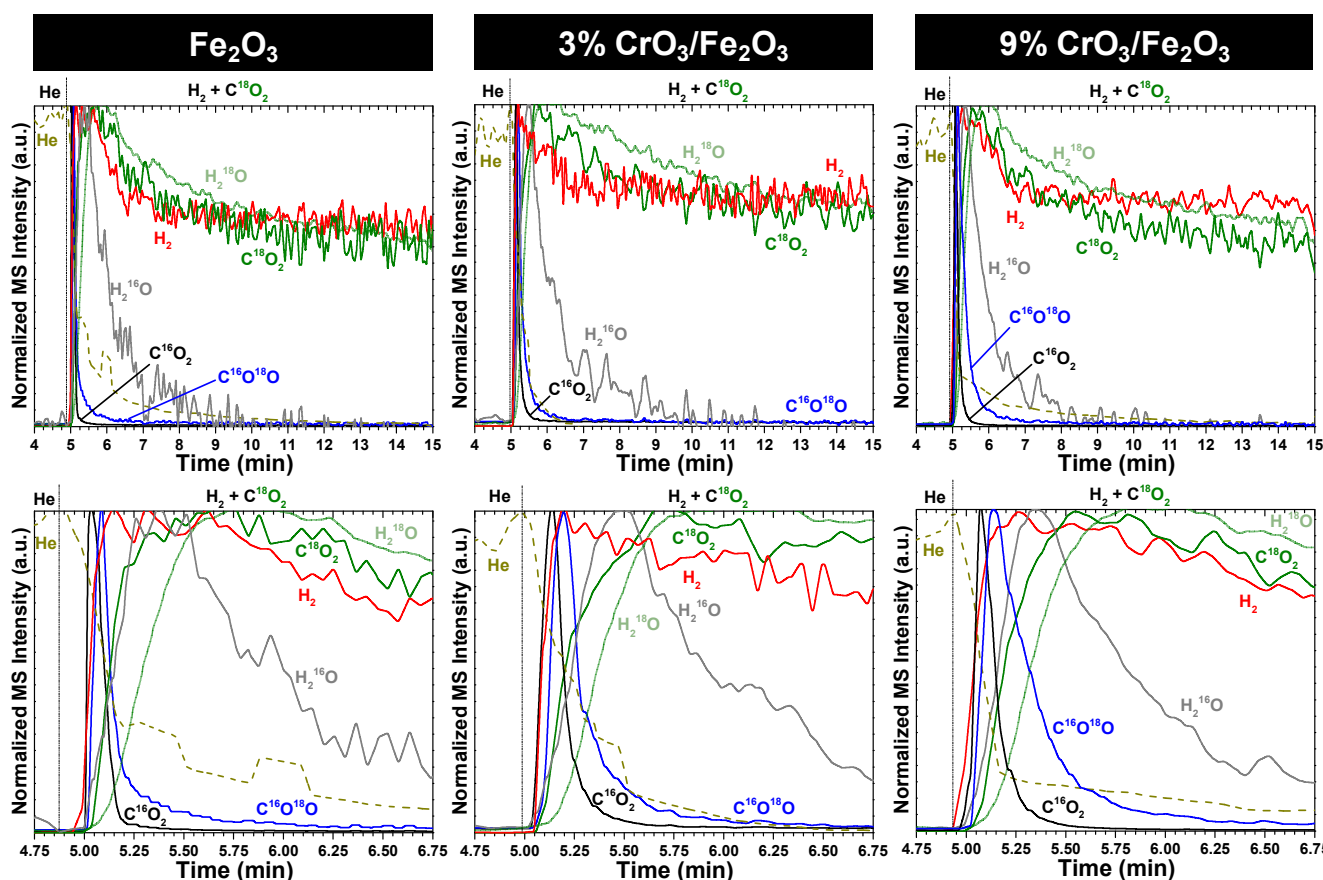 Fe₂O₃
3% CrO₃/Fe₂O₃
9% CrO₃/Fe₂O₃
He
H₂ + C¹⁸O₂
He
H₂¹⁸O
H₂
C¹⁸O₂
H₂¹⁶O
C¹⁶O₂
C¹⁶O¹⁸O
Normalized MS Intensity (a.u.)
4 5 6 7 8 9 10 11 12 13 14 15
Time (min)
He
H₂ + C¹⁸O₂
He
H₂¹⁸O
H₂
C¹⁸O₂
H₂¹⁶O
C¹⁶O₂
C¹⁶O¹⁸O
Normalized MS Intensity (a.u.)
4 5 6 7 8 9 10 11 12 13 14 15
Time (min)
He
H₂ + C¹⁸O₂
He
H₂¹⁸O
H₂
C¹⁸O₂
H₂¹⁶O
C¹⁶O¹⁸O
C¹⁶O₂
Normalized MS Intensity (a.u.)
4 5 6 7 8 9 10 11 12 13 14 15
Time (min)
He
H₂ + C¹⁸O₂
He
H₂¹⁸O
C¹⁸O₂
H₂
H₂¹⁶O
C¹⁶O₂
C¹⁶O¹⁸O
Normalized MS Intensity (a.u.)
4.75 5.00 5.25 5.50 5.75 6.00 6.25 6.50 6.75
Time (min)
He
H₂ + C¹⁸O₂
He
C¹⁸O₂
H₂
H₂¹⁶O
H₂¹⁸O
C¹⁶O₂
C¹⁶O¹⁸O
Normalized MS Intensity (a.u.)
4.75 5.00 5.25 5.50 5.75 6.00 6.25 6.50 6.75
Time (min)
He
H₂ + C¹⁸O₂
He
H₂¹⁸O
C¹⁸O₂
H₂
H₂¹⁶O
C¹⁶O¹⁸O
C¹⁶O₂
Normalized MS Intensity (a.u.)
4.75 5.00 5.25 5.50 5.75 6.00 6.25 6.50 6.75
Time (min)